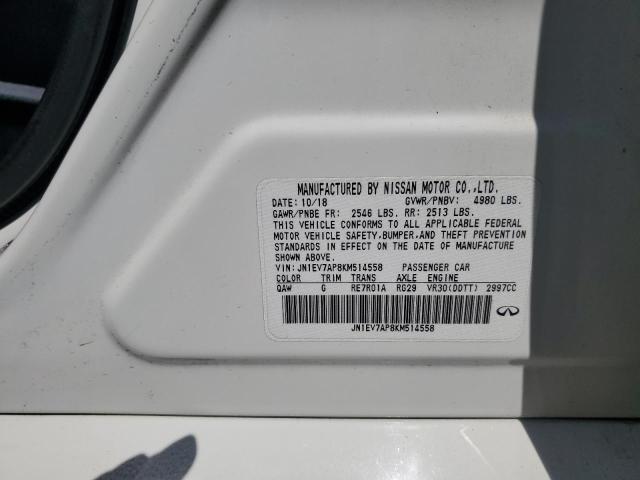 MANUFACTURED BY NISSAN MOTOR CO.,LTD.
DATE: 10/18 GVWR/PNBV: 4980 LBS.
GAWR/PNBE FR: 2546 LBS. RR: 2513 LBS.
THIS VEHICLE CONFORMS TO ALL APPLICABLE FEDERAL
MOTOR VEHICLE SAFETY,BUMPER,AND THEFT PREVENTION
STANDARDS IN EFFECT ON THE DATE OF MANUFACTURE
SHOWN ABOVE.
VIN: JN1EV7AP8KM514558 PASSENGER CAR
COLOR TRIM TRANS AXLE ENGINE
QAW G RE7R01A RG29 VR30(DDTT) 2997CC
JN1EV7AP8KM514558